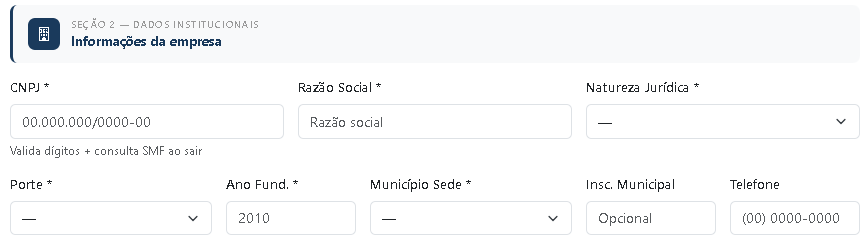 SEÇÃO 2 — DADOS INSTITUCIONAIS
Informações da empresa
CNPJ * Razão Social * Natureza Jurídica *
00.000.000/0000-00 Razão social —
Valida dígitos + consulta SMF ao sair
Porte * Ano Fund. * Município Sede * Insc. Municipal Telefone
— 2010 — Opcional (00) 0000-0000